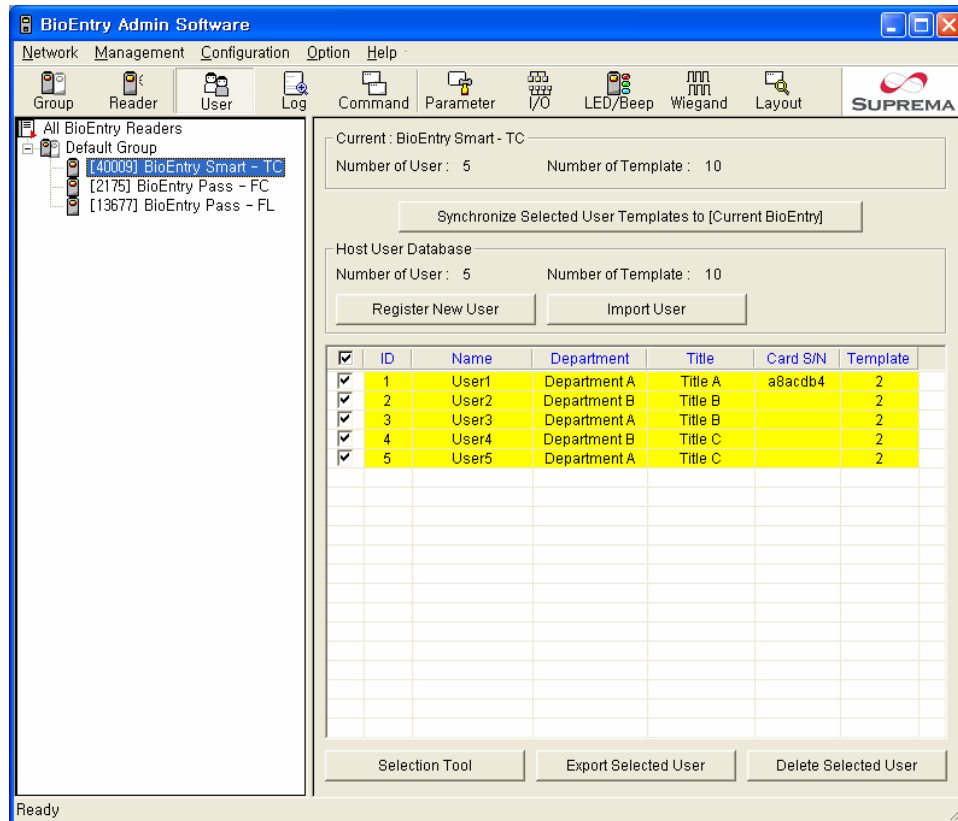 BioEntry Admin Software
Network Management Configuration Option Help
Group Reader User Log Command Parameter I/O LED/Beep Wiegand Layout SUPREMA
All BioEntry Readers
Default Group
[40009] BioEntry Smart - TC
[2175] BioEntry Pass - FC
[13677] BioEntry Pass - FL
Current : BioEntry Smart - TC
Number of User : 5 Number of Template : 10
Synchronize Selected User Templates to [Current BioEntry]
Host User Database
Number of User : 5 Number of Template : 10
Register New User Import User
ID Name Department Title Card S/N Template
1 User1 Department A Title A a8acdb4 2
2 User2 Department B Title B 2
3 User3 Department A Title B 2
4 User4 Department B Title C 2
5 User5 Department A Title C 2
Selection Tool Export Selected User Delete Selected User
Ready